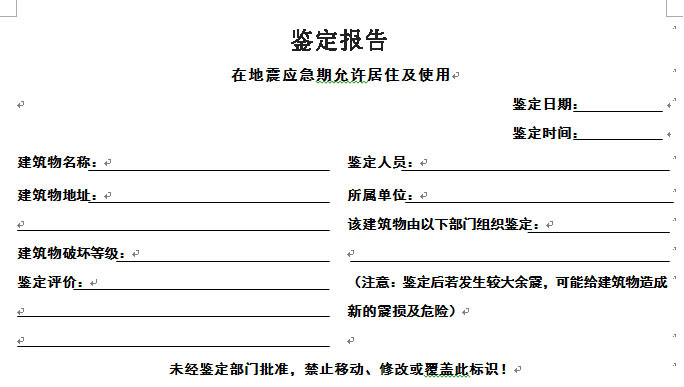 鉴定报告
在地震应急期允许居住及使用
鉴定日期:
鉴定时间:
建筑物名称: 鉴定人员:
建筑物地址: 所属单位:
该建筑物由以下部门组织鉴定:
建筑物破坏等级:
鉴定评价: （注意：鉴定后若发生较大余震，可能给建筑物造成
新的震损及危险）
未经鉴定部门批准，禁止移动、修改或覆盖此标识！